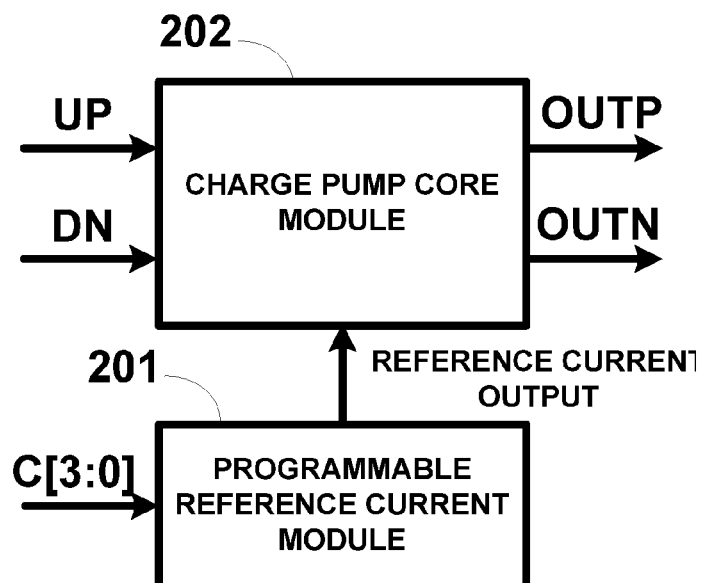 202
UP
OUTP
CHARGE PUMP CORE
MODULE
DN
OUTN
201
REFERENCE CURRENT
OUTPUT
C[3:0]
PROGRAMMABLE
REFERENCE CURRENT
MODULE